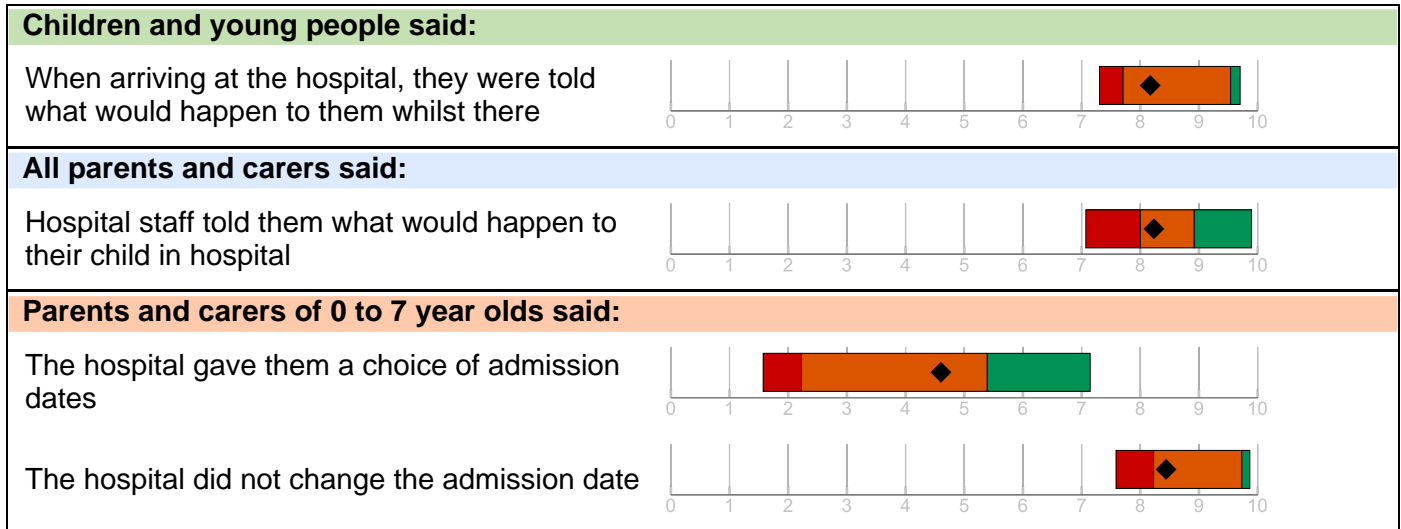 Children and young people said:
When arriving at the hospital, they were told
what would happen to them whilst there
0 1 2 3 4 5 6 7 8 9 10
All parents and carers said:
Hospital staff told them what would happen to
their child in hospital
0 1 2 3 4 5 6 7 8 9 10
Parents and carers of 0 to 7 year olds said:
The hospital gave them a choice of admission
dates
0 1 2 3 4 5 6 7 8 9 10
The hospital did not change the admission date
0 1 2 3 4 5 6 7 8 9 10